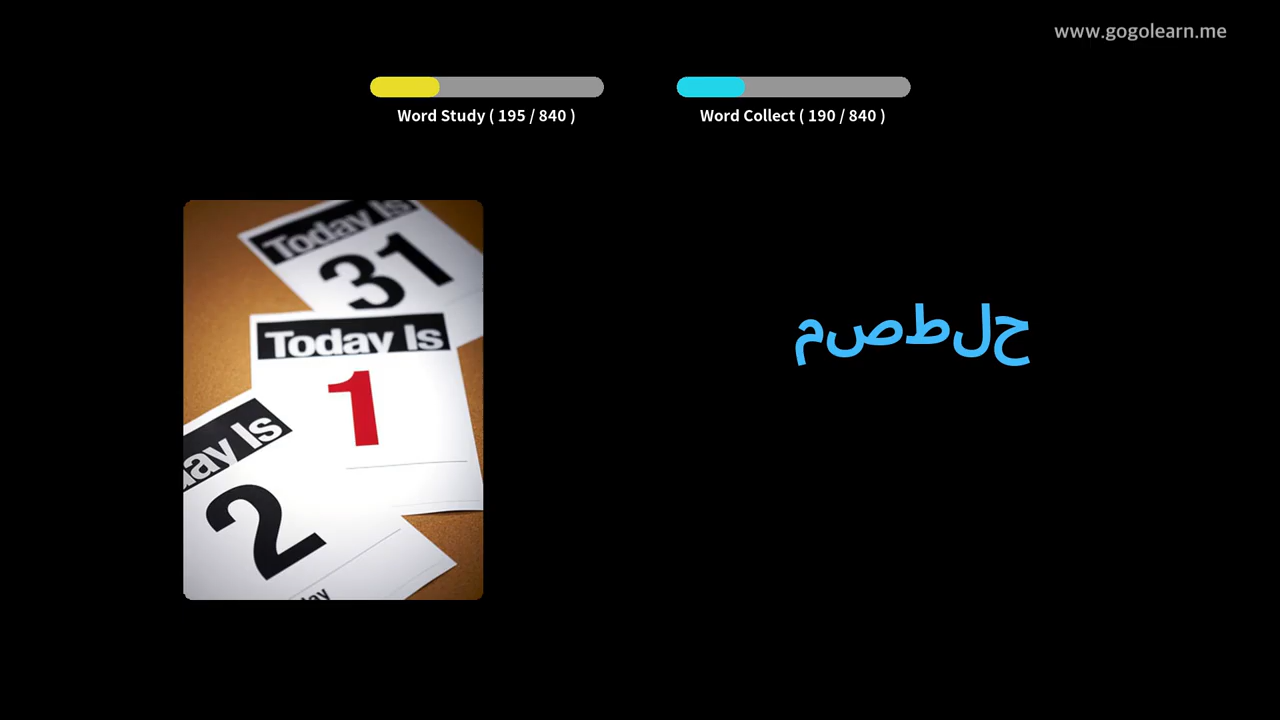 www.gogolearn.me
Word Study ( 195 / 840 )
Word Collect ( 190 / 840 )
Today Is
31
Today Is
1
ay Is
2
مصطلح